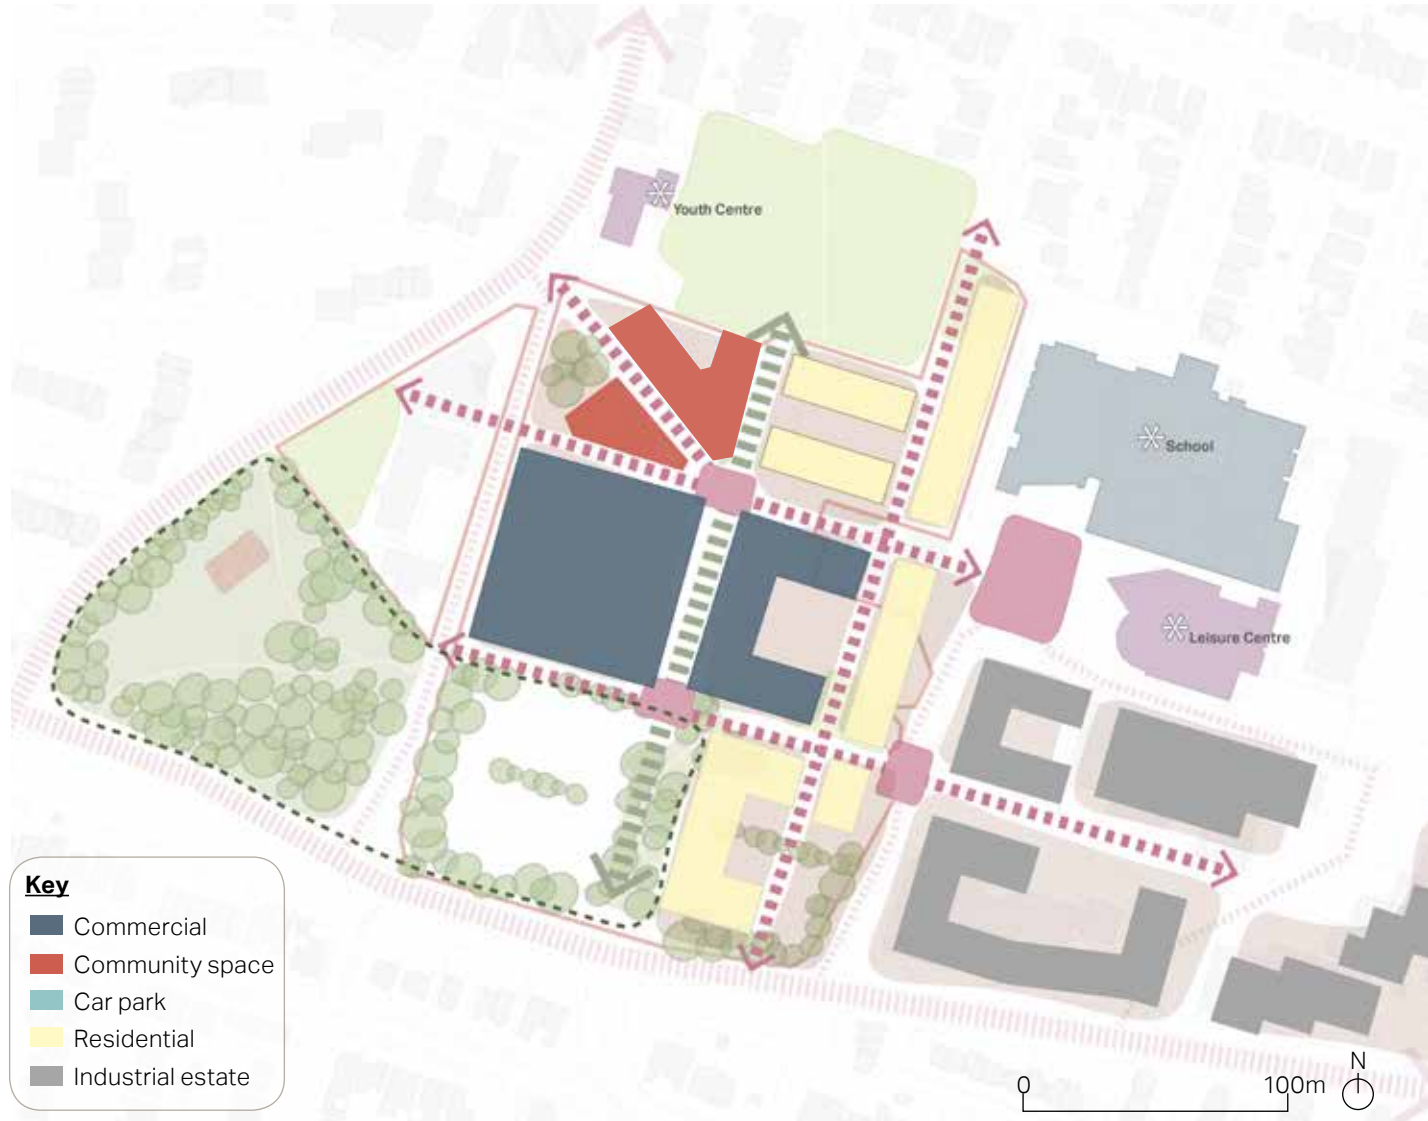 Youth Centre
School
Leisure Centre
Key
Commercial
Community space
Car park
Residential
Industrial estate
0 100m
N